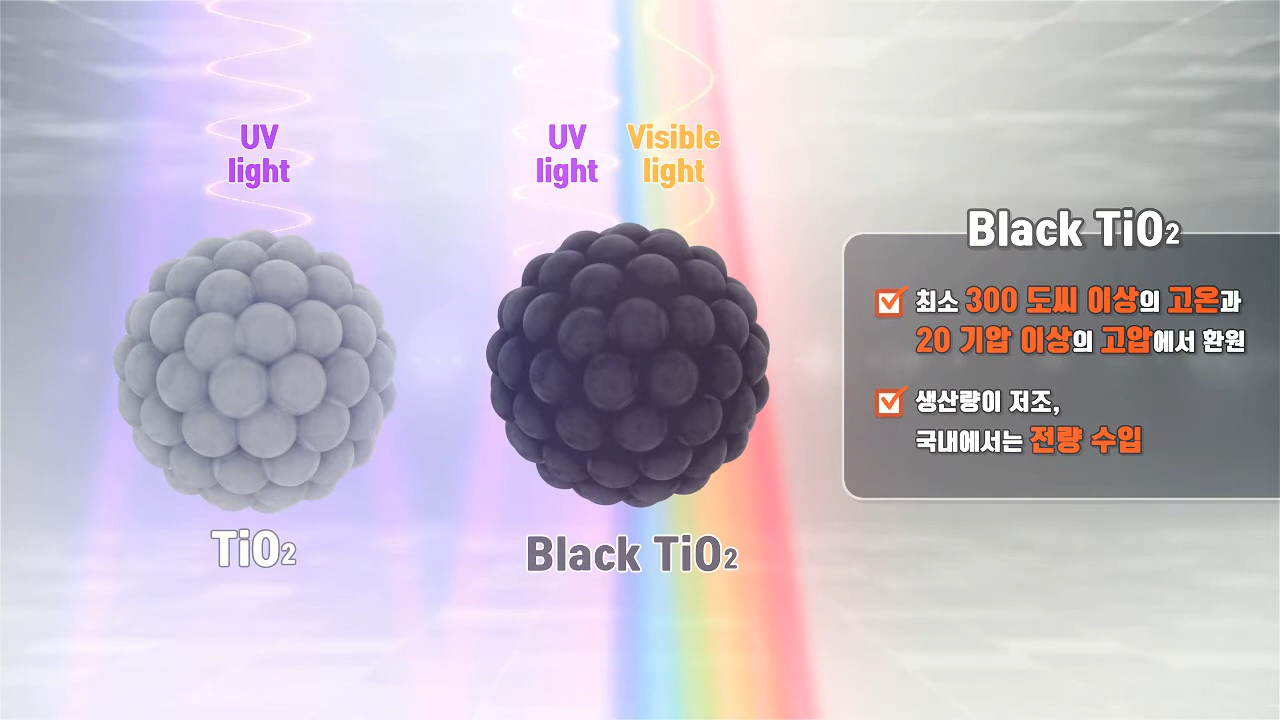 UV
light
UV
light
Visible
light
TiO₂
Black TiO₂
Black TiO₂
최소 300 도씨 이상의 고온과
20 기압 이상의 고압에서 환원
생산량이 저조,
국내에서는 전량 수입